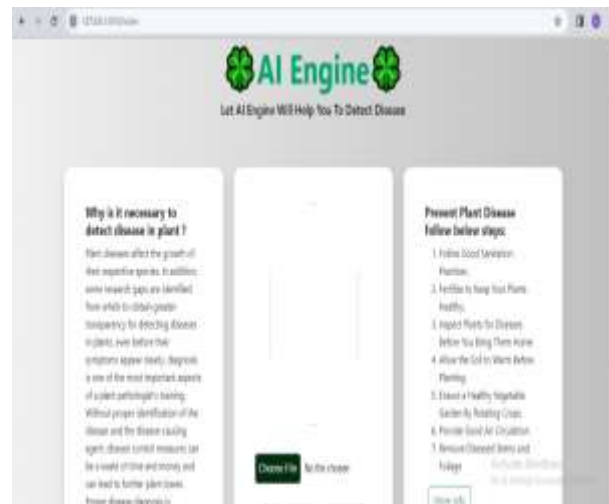 AI Engine
Let AI Engine Will Help You To Detect Disease
Why is it necessary to
detect disease in plant ?
Plant diseases affect the growth of
their respective species. In addition,
some research gaps are identified
from which to obtain greater
transparency for detecting diseases
in plants, even before their
symptoms appear clearly. diagnosis
is one of the most important aspects
of a plant pathologist's training.
Without proper identification of the
disease and the disease-causing
agent, disease control measures can
be a waste of time and money and
can lead to further plant losses.
Proper disease diagnosis is
Choose File No file chosen
Prevent Plant Disease
Follow below steps:
1. Follow Good Sanitation
Practices.
2. Fertilize to Keep Your Plants
Healthy.
3. Inspect Plants for Diseases
Before You Bring Them Home.
4. Allow the Soil to Warm Before
Planting.
5. Ensure a Healthy Vegetable
Garden By Rotating Crops.
6. Provide Good Air Circulation
7. Remove Diseased Stems and
Foliage
More info
Activate Windows